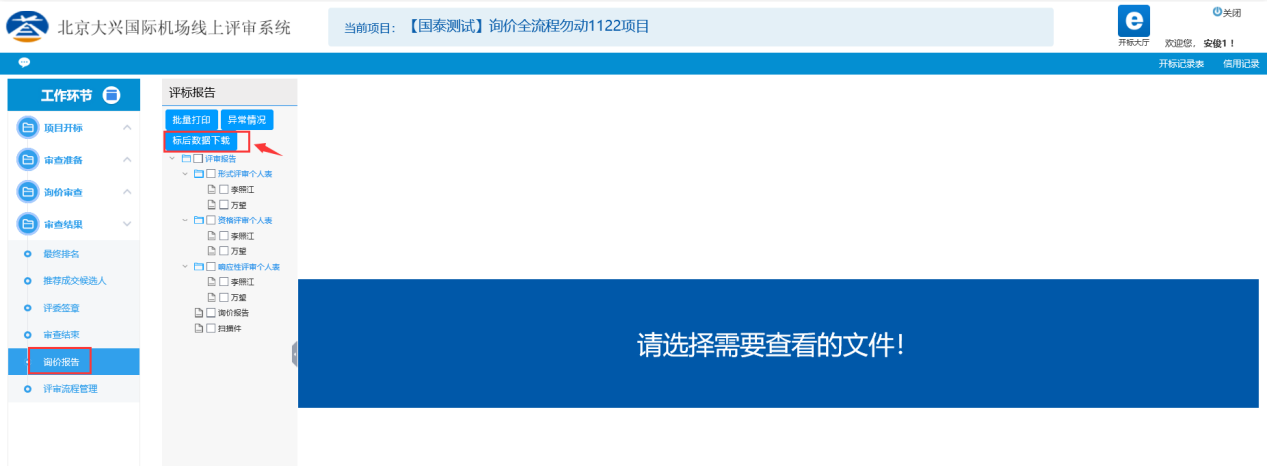 北京大兴国际机场线上评审系统
当前项目：【国泰测试】询价全流程勿动1122项目
e
开标大厅
关闭
欢迎您，安俊1！
开标记录表 信用记录
工作环节
项目开标
审查准备
询价审查
审查结果
最终排名
推荐成交候选人
评委签章
审查结束
询价报告
评审流程管理
评标报告
批量打印 异常情况
标后数据下载
评审报告
形式评审个人表
李照江
万望
资格评审个人表
李照江
万望
响应性评审个人表
李照江
万望
询价报告
扫描件
请选择需要查看的文件！